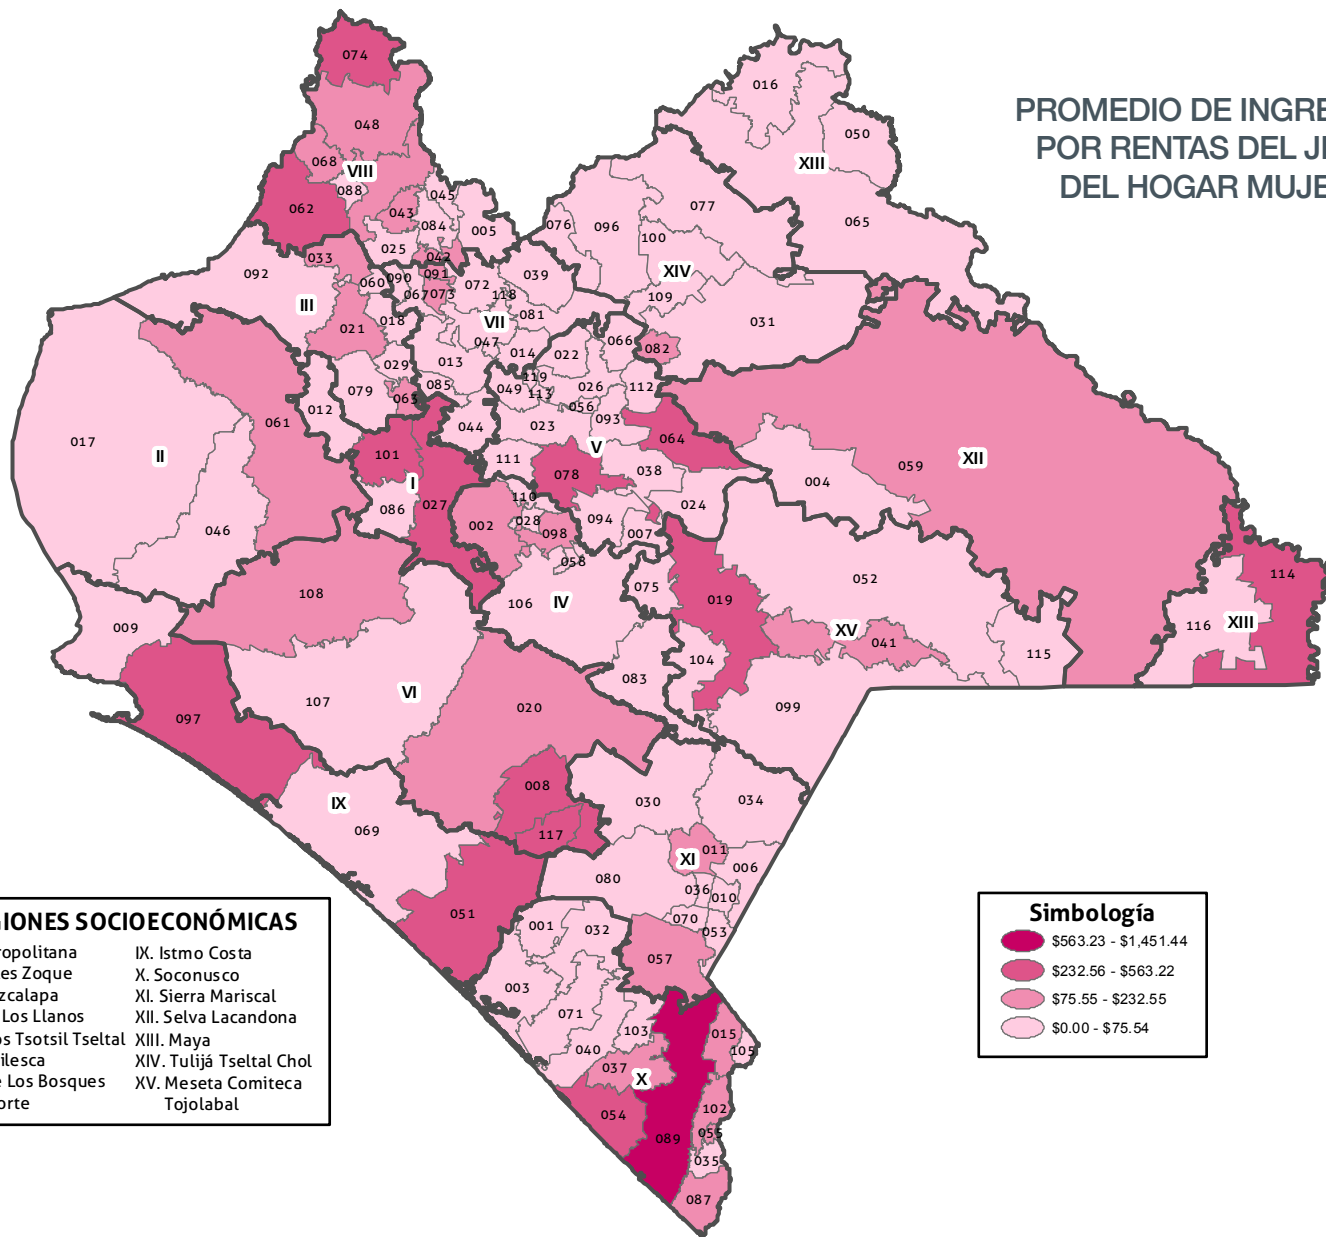 PROMEDIO DE INGRE
POR RENTAS DEL J
DEL HOGAR MUJE
074
016
048
050
068
VIII
XIII
088
045
062
043
084
005
076
096
077
065
025
100
042
033
092
091
039
XIV
060
090
072
067
073
118
109
III
018
081
031
021
VII
047
066
082
013
014
022
029
119
079
085
049
113
026
112
063
012
056
061
093
044
023
064
017
II
101
V
XII
111
078
038
059
I
004
027
110
024
086
002
028
094
046
098
007
058
114
075
052
108
106
IV
019
009
116
XIII
XV
041
115
104
083
107
VI
099
020
097
008
030
034
IX
069
117
011
XI
006
080
036
010
051
070
001
032
053
057
003
071
103
015
040
105
037
X
054
102
089
055
035
087
GIONES SOCIOECONÓMICAS
ropolitana
es Zoque
zcalapa
Los Llanos
os Tsotsil Tseltal
ilesca
e Los Bosques
orte
IX. Istmo Costa
X. Soconusco
XI. Sierra Mariscal
XII. Selva Lacandona
XIII. Maya
XIV. Tulijá Tseltal Chol
XV. Meseta Comiteca
Tojolabal
Simbología
$563.23 - $1,451.44
$232.56 - $563.22
$75.55 - $232.55
$0.00 - $75.54